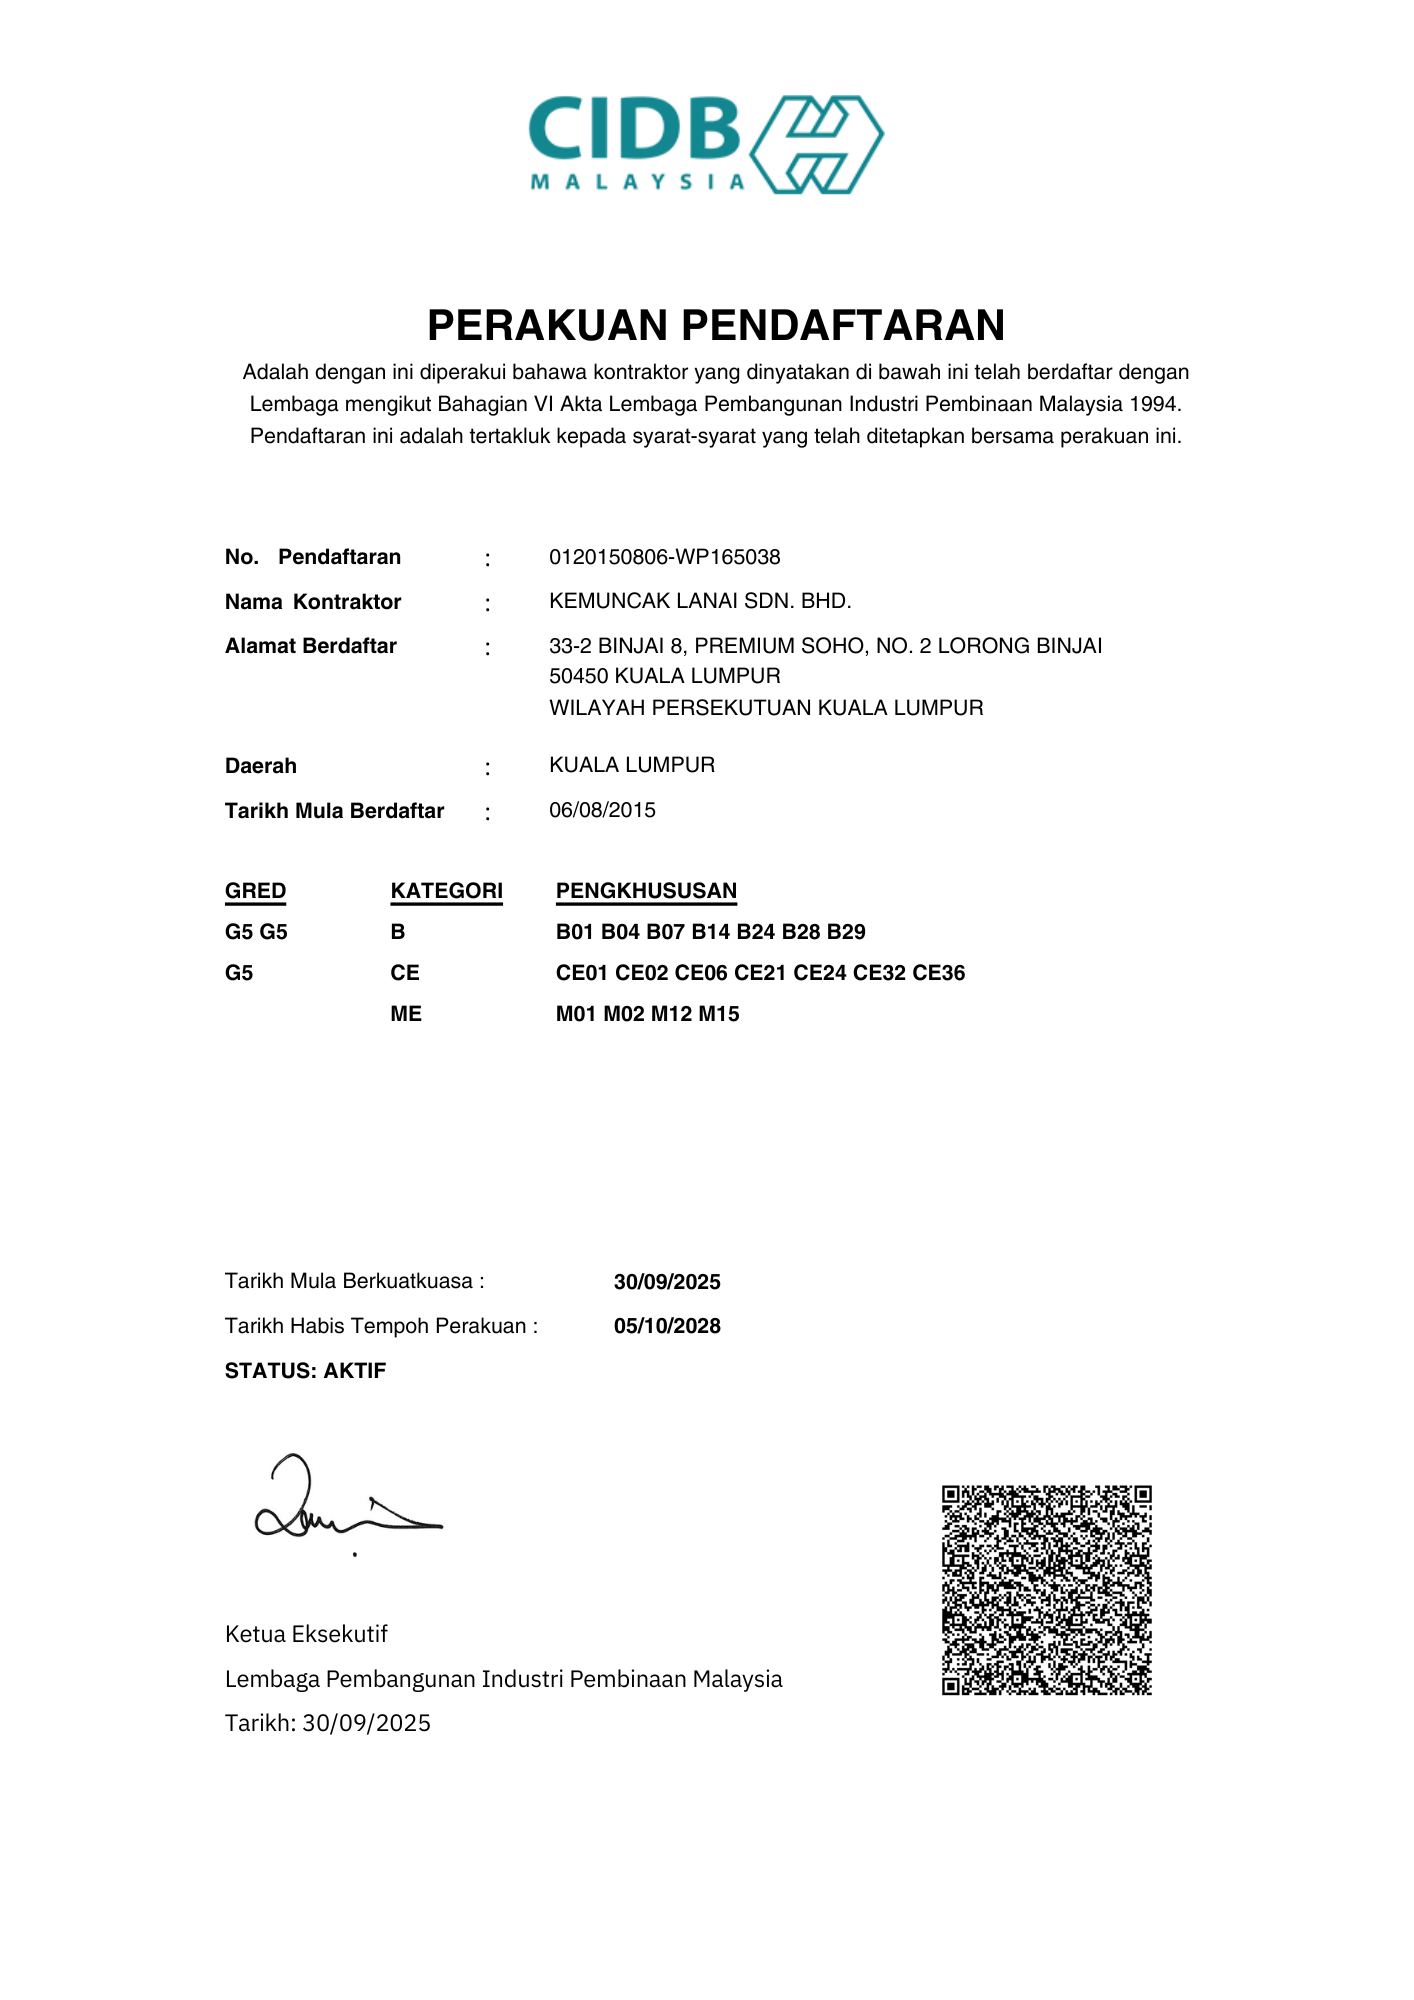 CIDB
MALAYSIA
PERAKUAN PENDAFTARAN
Adalah dengan ini diperakui bahawa kontraktor yang dinyatakan di bawah ini telah berdaftar dengan
Lembaga mengikut Bahagian VI Akta Lembaga Pembangunan Industri Pembinaan Malaysia 1994.
Pendaftaran ini adalah tertakluk kepada syarat-syarat yang telah ditetapkan bersama perakuan ini.
No. Pendaftaran : 0120150806-WP165038
Nama Kontraktor : KEMUNCAK LANAI SDN. BHD.
Alamat Berdaftar : 33-2 BINJAI 8, PREMIUM SOHO, NO. 2 LORONG BINJAI
50450 KUALA LUMPUR
WILAYAH PERSEKUTUAN KUALA LUMPUR
Daerah : KUALA LUMPUR
Tarikh Mula Berdaftar : 06/08/2015
GRED KATEGORI PENGKHUSUSAN
G5 G5 B B01 B04 B07 B14 B24 B28 B29
G5 CE CE01 CE02 CE06 CE21 CE24 CE32 CE36
ME M01 M02 M12 M15
Tarikh Mula Berkuatkuasa : 30/09/2025
Tarikh Habis Tempoh Perakuan : 05/10/2028
STATUS: AKTIF
Ketua Eksekutif
Lembaga Pembangunan Industri Pembinaan Malaysia
Tarikh: 30/09/2025